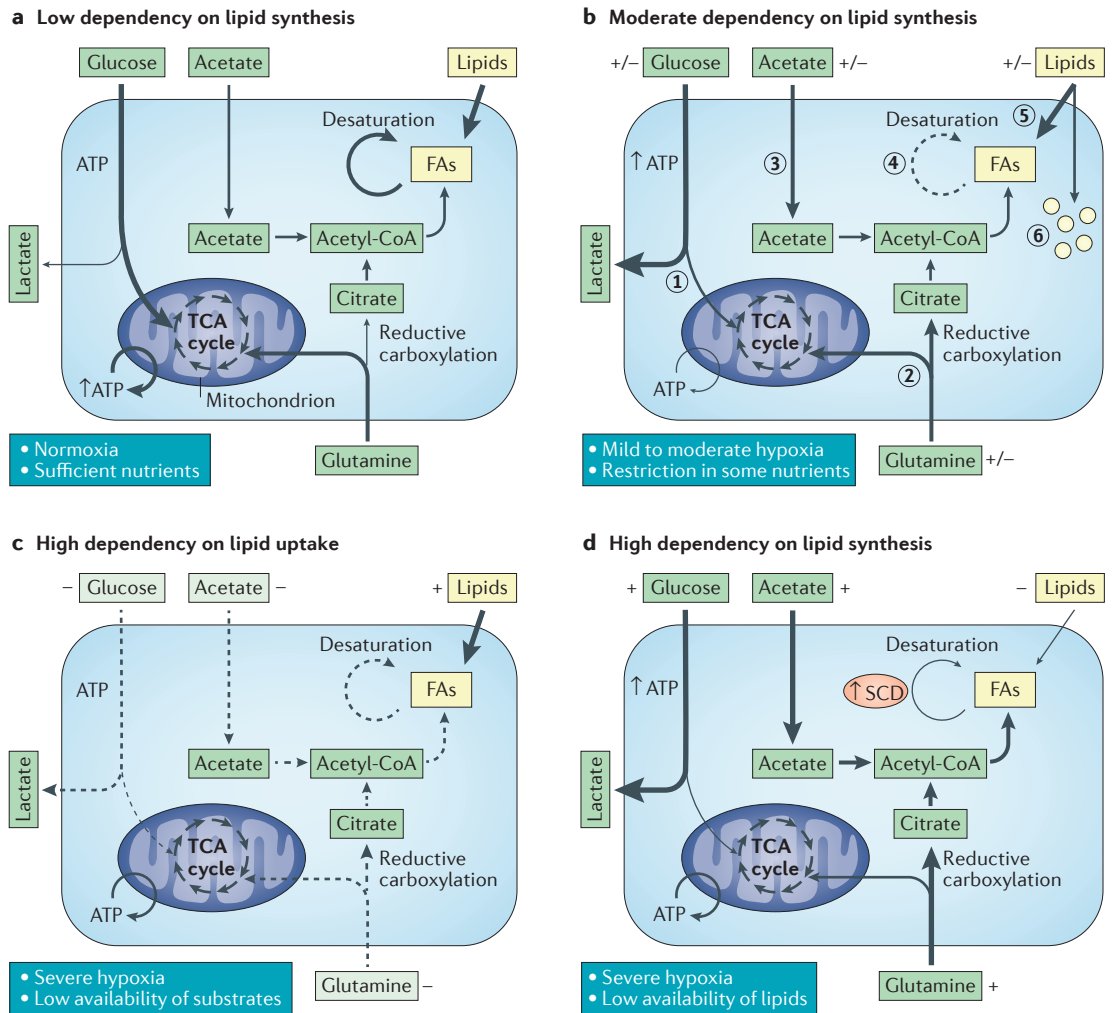 a Low dependency on lipid synthesis
Glucose
Acetate
Lipids
Desaturation
ATP
FAs
Lactate
Acetate
Acetyl-CoA
Citrate
TCA
cycle
Reductive
carboxylation
↑ATP
Mitochondrion
• Normoxia
• Sufficient nutrients
Glutamine
b Moderate dependency on lipid synthesis
+/– Glucose
Acetate +/–
+/– Lipids
5
Desaturation
↑ ATP
3
4
FAs
6
Lactate
Acetate
Acetyl-CoA
1
Citrate
TCA
cycle
Reductive
carboxylation
2
ATP
• Mild to moderate hypoxia
• Restriction in some nutrients
Glutamine +/–
c High dependency on lipid uptake
– Glucose
Acetate –
+ Lipids
Desaturation
ATP
FAs
Lactate
Acetate
Acetyl-CoA
Citrate
TCA
cycle
Reductive
carboxylation
ATP
• Severe hypoxia
• Low availability of substrates
Glutamine –
d High dependency on lipid synthesis
+ Glucose
Acetate +
– Lipids
Desaturation
↑ ATP
↑ SCD
FAs
Lactate
Acetate
Acetyl-CoA
Citrate
TCA
cycle
Reductive
carboxylation
ATP
• Severe hypoxia
• Low availability of lipids
Glutamine +